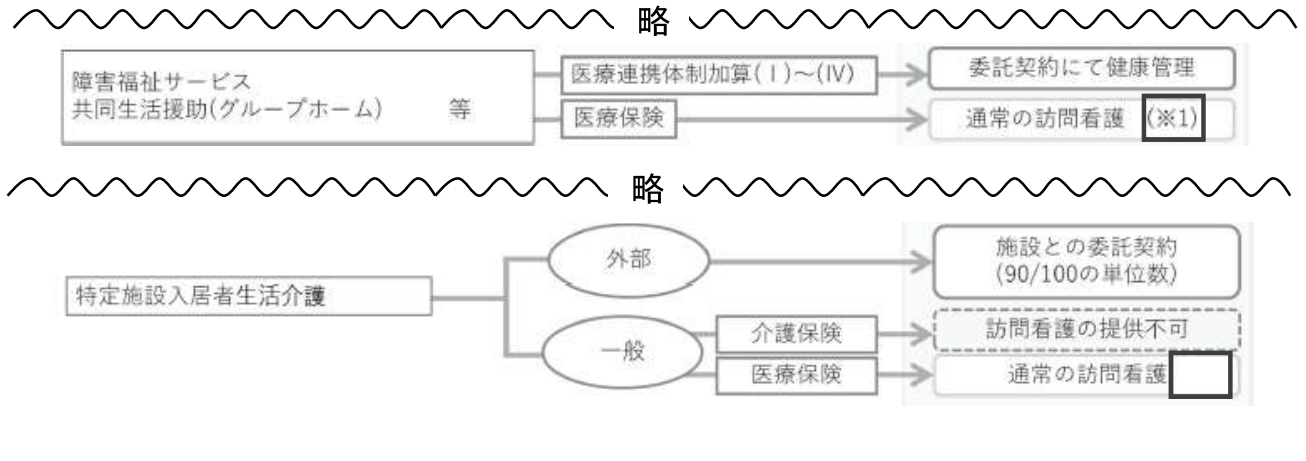 略
障害福祉サービス
共同生活援助(グループホーム) 等
医療連携体制加算(Ⅰ)～(Ⅳ)
委託契約にて健康管理
医療保険
通常の訪問看護 (※1)
略
特定施設入居者生活介護
外部
施設との委託契約
(90/100の単位数)
一般
介護保険
訪問看護の提供不可
医療保険
通常の訪問看護